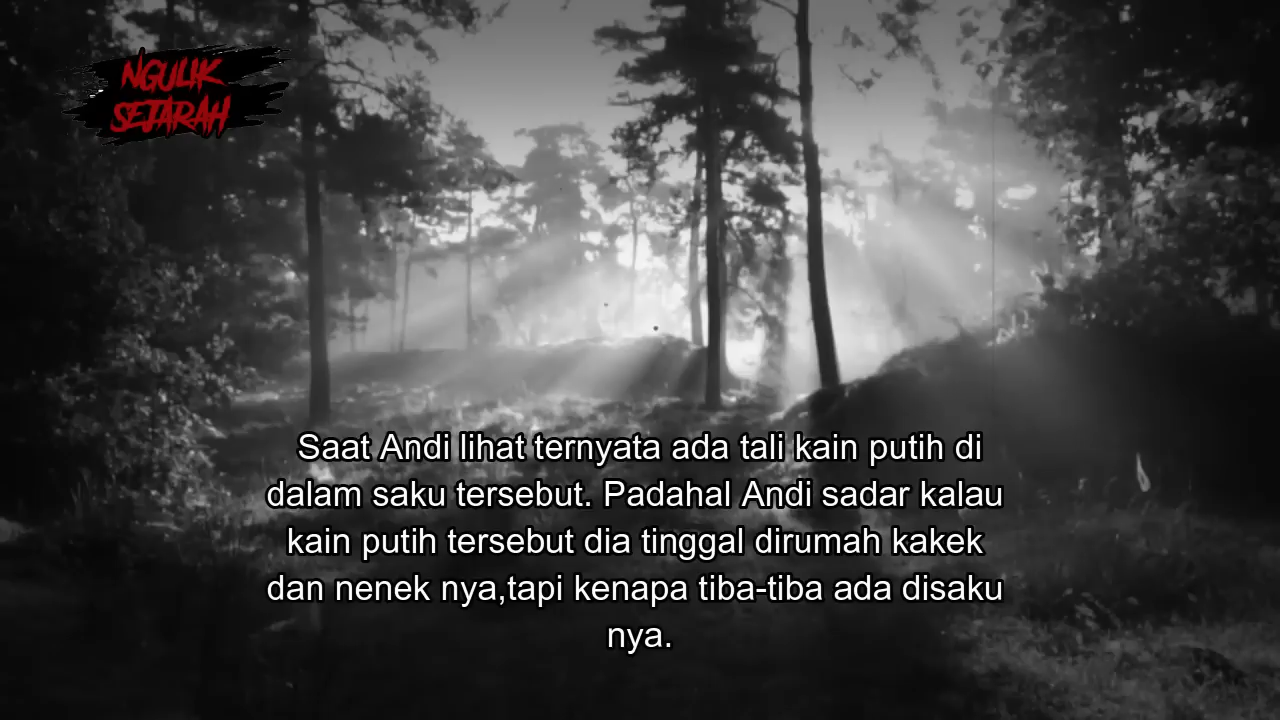 NGULIK
SEJARAH
Saat Andi lihat ternyata ada tali kain putih di
dalam saku tersebut. Padahal Andi sadar kalau
kain putih tersebut dia tinggal dirumah kakek
dan nenek nya,tapi kenapa tiba-tiba ada disaku
nya.